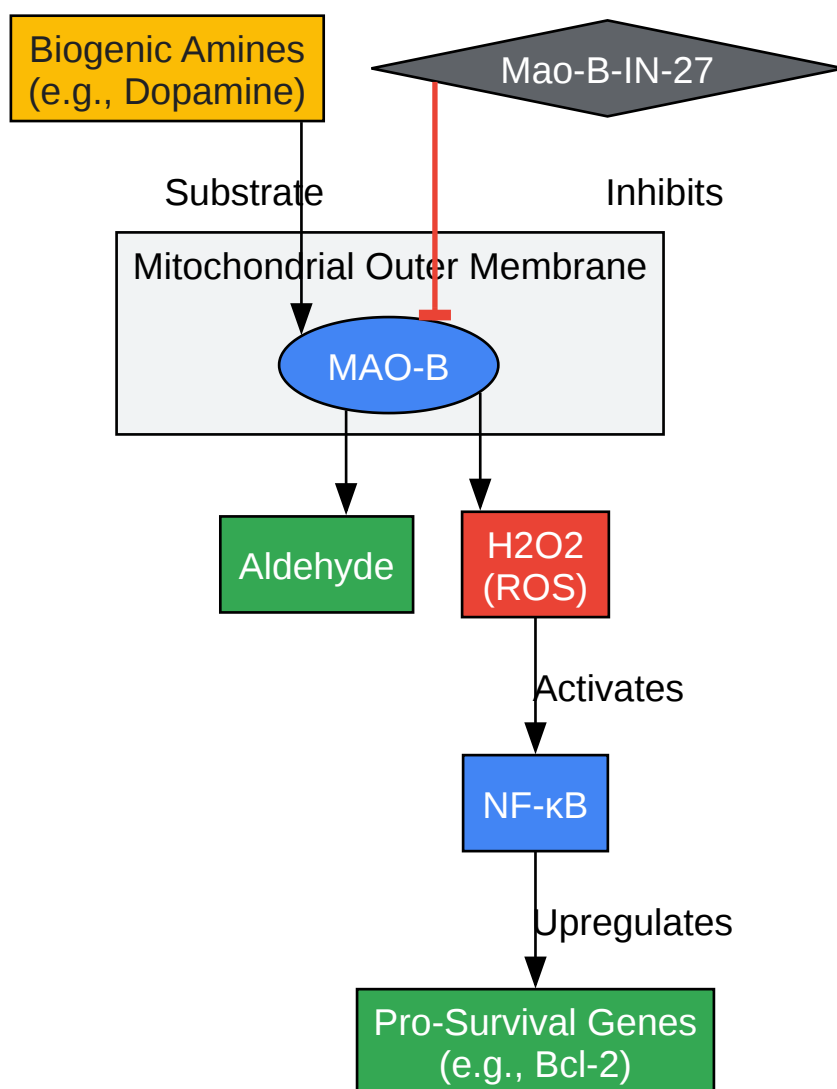 Biogenic Amines
(e.g., Dopamine)
Mao-B-IN-27
Substrate
Inhibits
Mitochondrial Outer Membrane
MAO-B
Aldehyde
H2O2
(ROS)
Activates
NF-κB
Upregulates
Pro-Survival Genes
(e.g., Bcl-2)